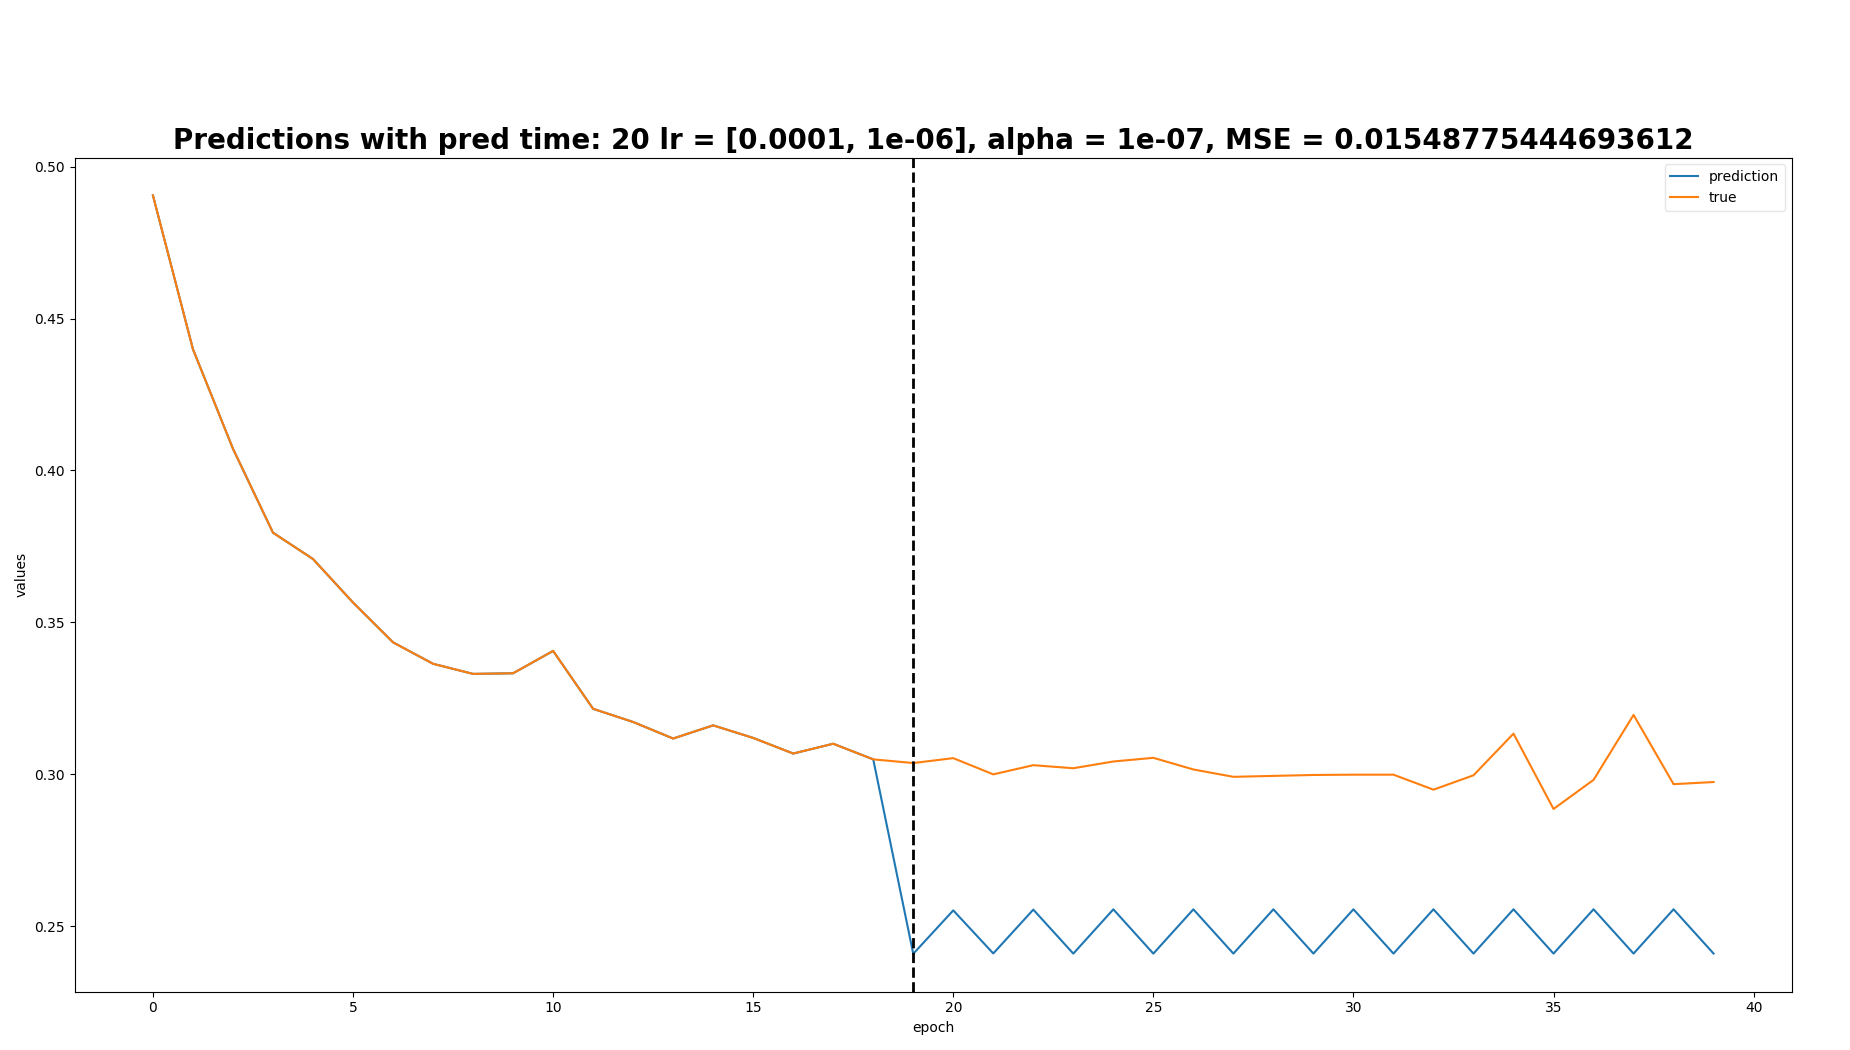 Predictions with pred time: 20 lr = [0.0001, 1e-06], alpha = 1e-07, MSE = 0.01548775444693612
prediction
true
0.50
0.45
0.40
0.35
0.30
0.25
values
0 5 10 15 20 25 30 35 40
epoch